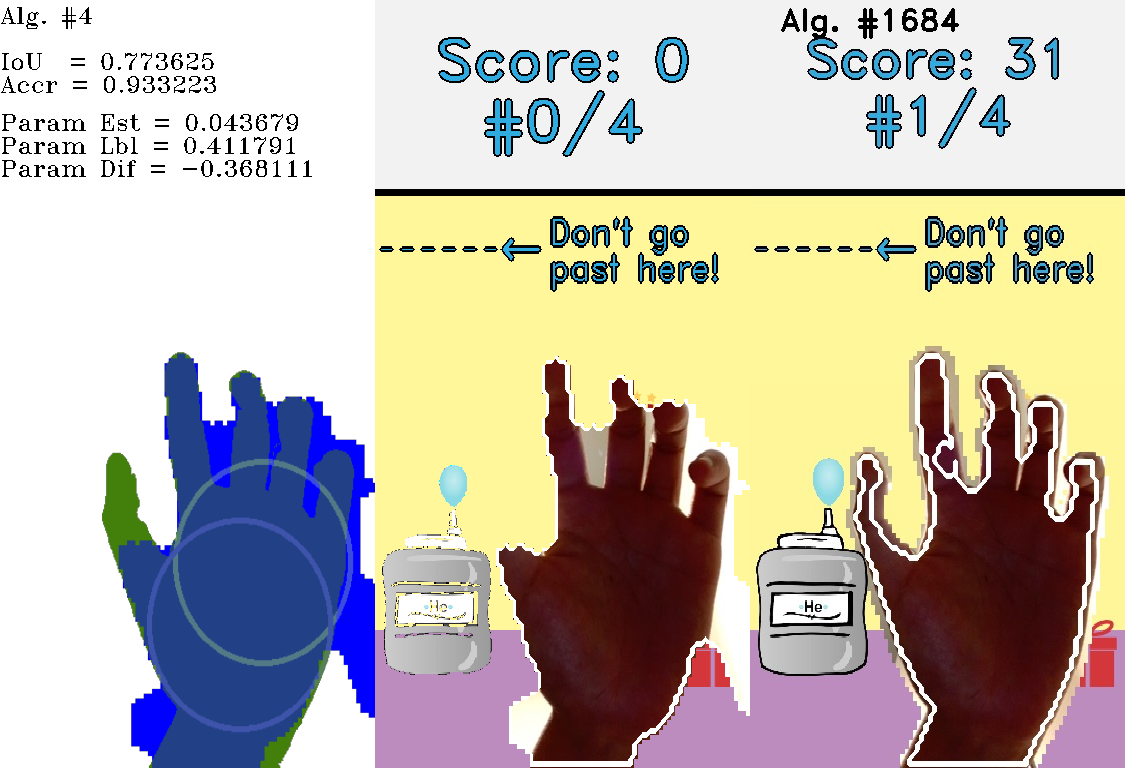 Alg. #4
IoU = 0.773625
Accr = 0.933223
Param Est = 0.043679
Param Lbl = 0.411791
Param Dif = −0.368111
Score: 0
#0/4
Don't go
past here!
He
Alg. #1684
Score: 31
#1/4
Don't go
past here!
He